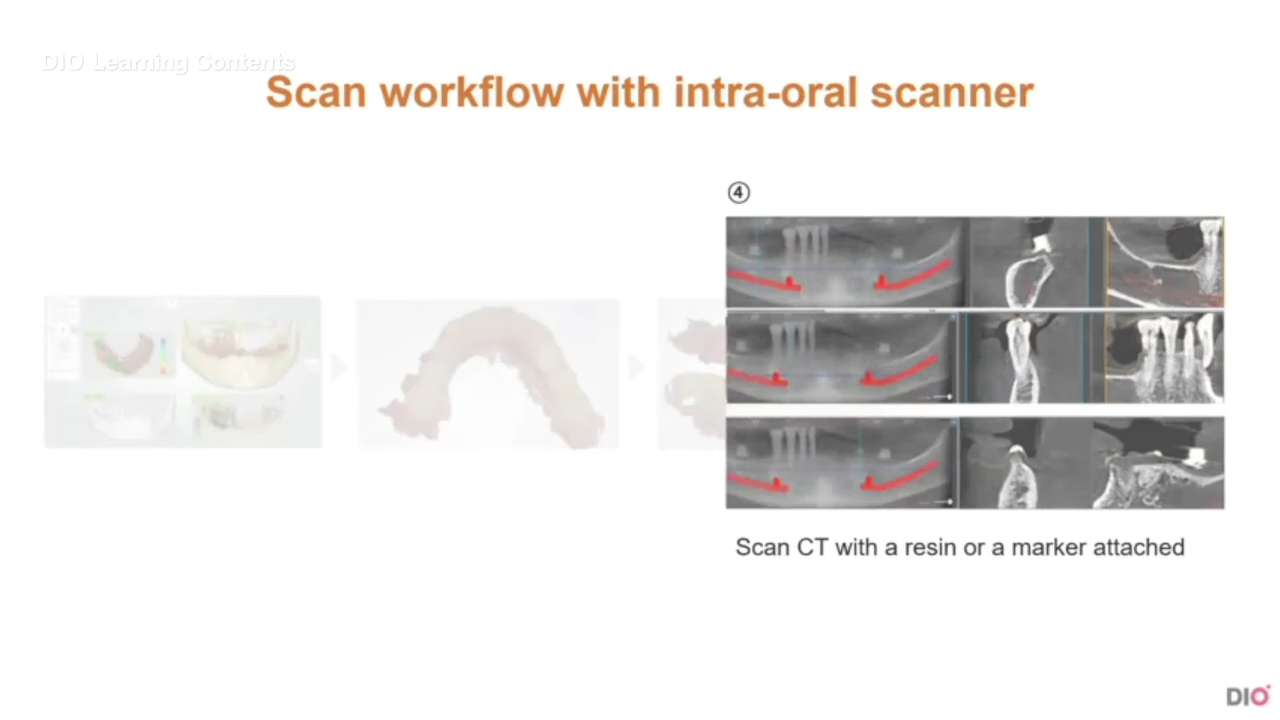 DIO Learning Contents
Scan workflow with intra-oral scanner
④
Scan CT with a resin or a marker attached
DIO